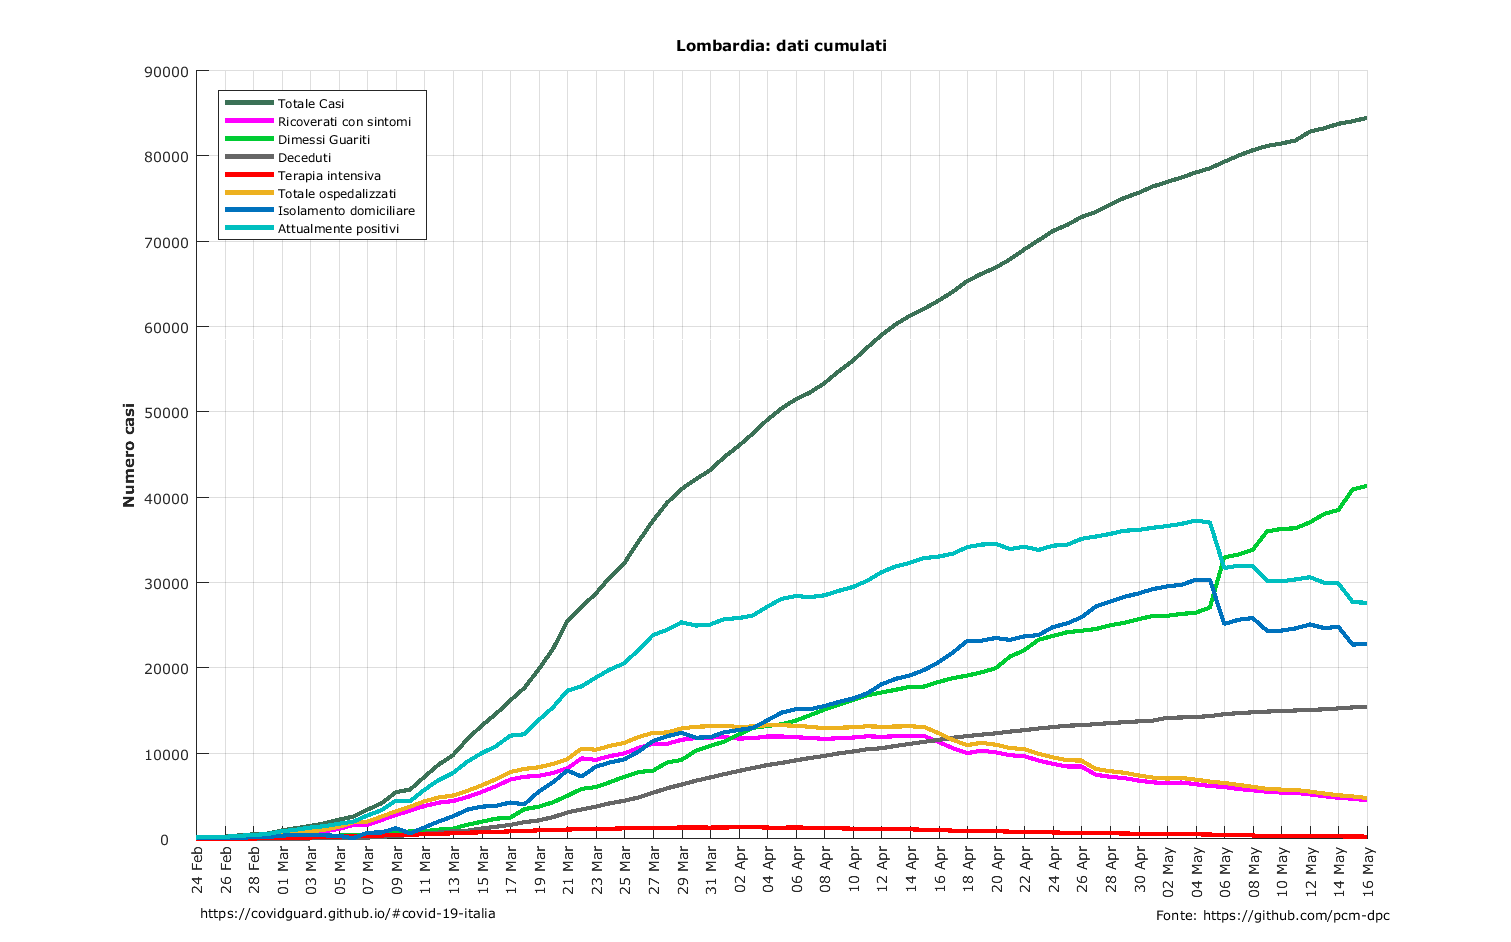 Lombardia: dati cumulati
Numero casi
90000
80000
70000
60000
50000
40000
30000
20000
10000
0
Totale Casi
Ricoverati con sintomi
Dimessi Guariti
Deceduti
Terapia intensiva
Totale ospedalizzati
Isolamento domiciliare
Attualmente positivi
24 Feb
26 Feb
28 Feb
01 Mar
03 Mar
05 Mar
07 Mar
09 Mar
11 Mar
13 Mar
15 Mar
17 Mar
19 Mar
21 Mar
23 Mar
25 Mar
27 Mar
29 Mar
31 Mar
02 Apr
04 Apr
06 Apr
08 Apr
10 Apr
12 Apr
14 Apr
16 Apr
18 Apr
20 Apr
22 Apr
24 Apr
26 Apr
28 Apr
30 Apr
02 May
04 May
06 May
08 May
10 May
12 May
14 May
16 May
https://covidguard.github.io/#covid-19-italia
Fonte: https://github.com/pcm-dpc